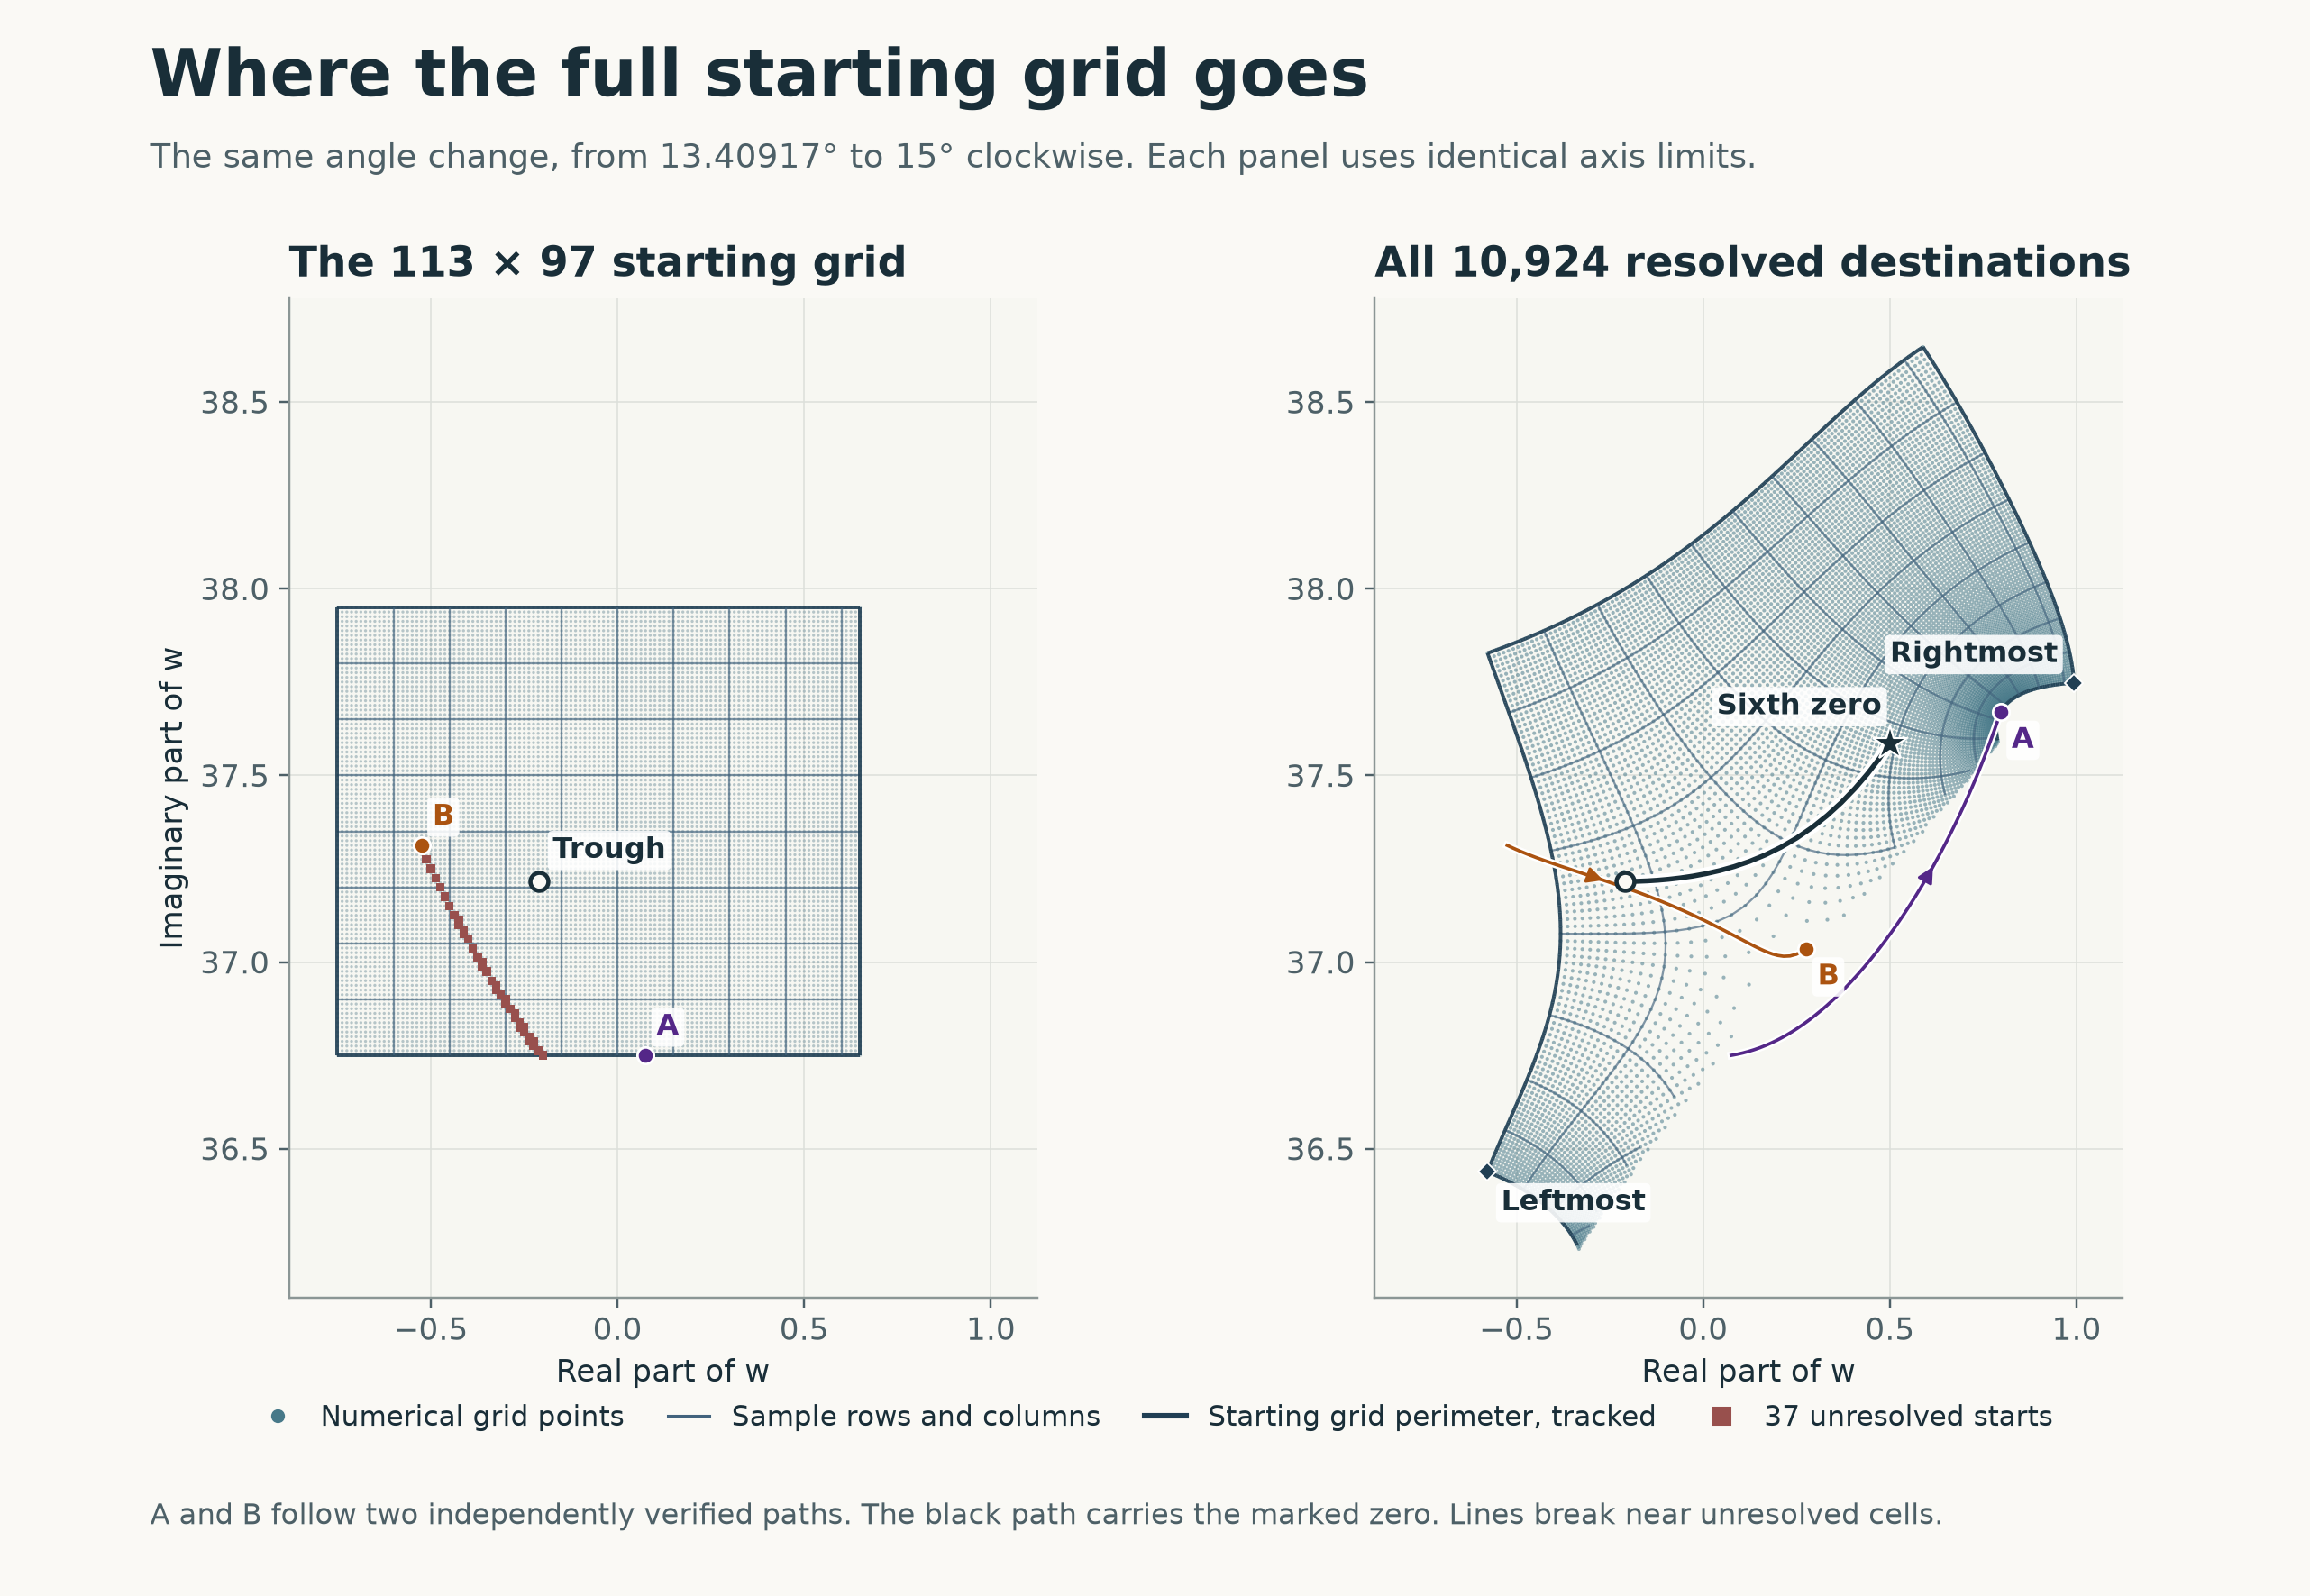 Where the full starting grid goes
The same angle change, from 13.40917° to 15° clockwise. Each panel uses identical axis limits.
The 113 × 97 starting grid
38.5
38.0
37.5
37.0
36.5
Imaginary part of w
B
Trough
A
−0.5
0.0
0.5
1.0
Real part of w
All 10,924 resolved destinations
38.5
38.0
37.5
37.0
36.5
Rightmost
Sixth zero
A
B
Leftmost
−0.5
0.0
0.5
1.0
Real part of w
Numerical grid points
Sample rows and columns
Starting grid perimeter, tracked
37 unresolved starts
A and B follow two independently verified paths. The black path carries the marked zero. Lines break near unresolved cells.